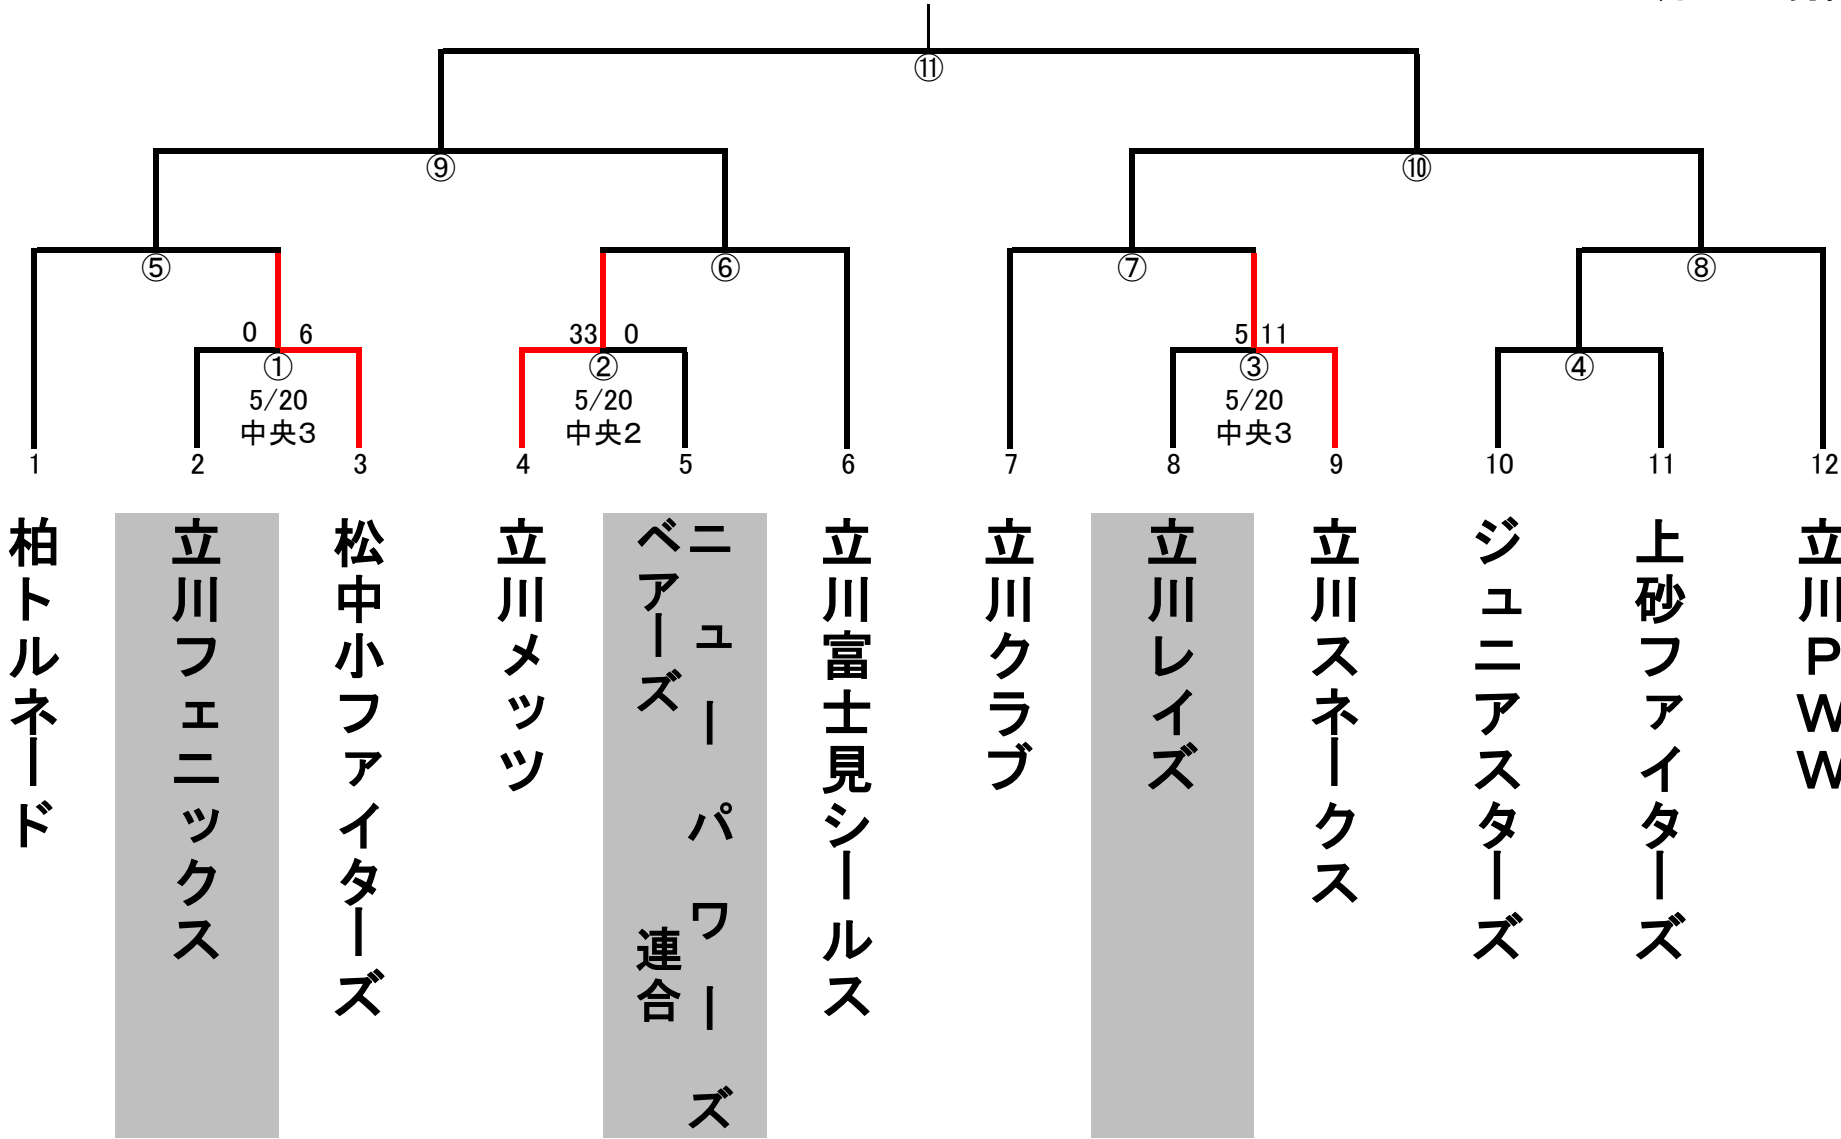 ⑪
⑨
⑩
⑤
⑥
⑦
⑧
0 6
33 0
5 11
①
②
③
④
5/20
中央3
5/20
中央2
5/20
中央3
1
2
3
4
5
6
7
8
9
10
11
12
柏トルネード
立川フェニックス
松中小ファイターズ
立川メッツ
ニューパワーズ
ベアーズ 連合
立川富士見シールス
立川クラブ
立川レイズ
立川スネークス
ジュニアスターズ
上砂ファイターズ
立川PWW